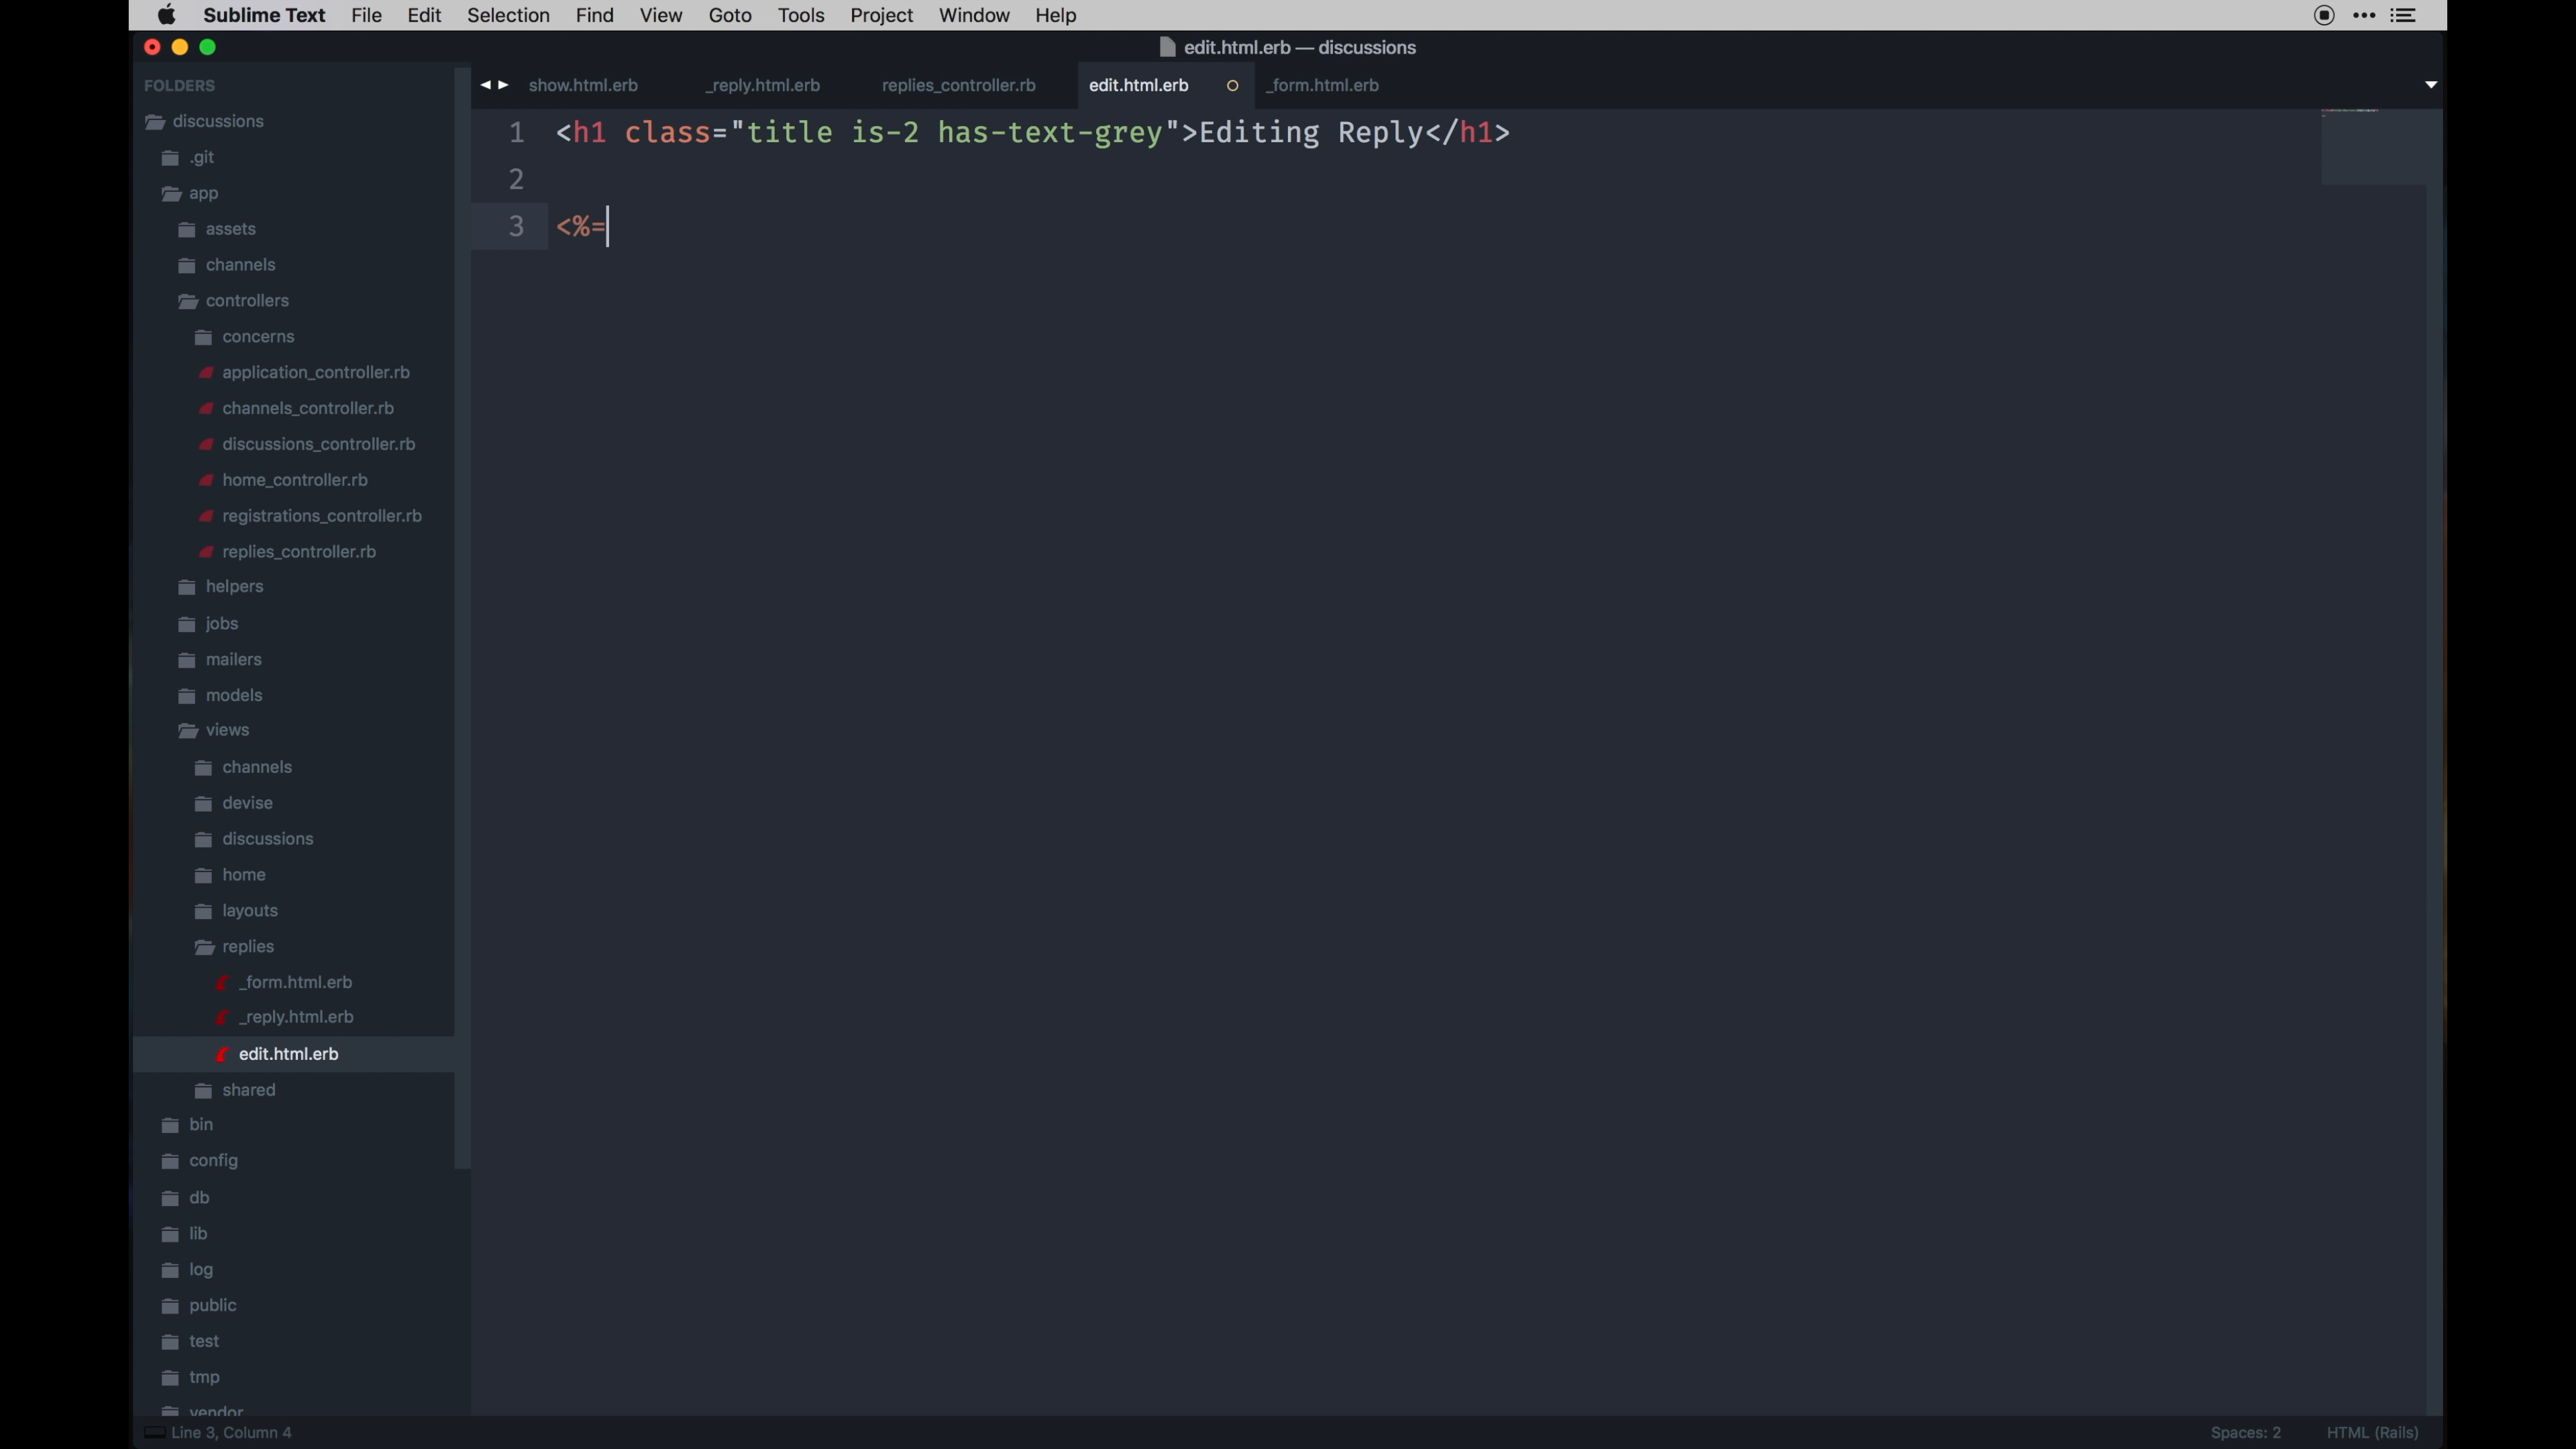 Sublime Text File Edit Selection Find View Goto Tools Project Window Help
edit.html.erb — discussions
FOLDERS
discussions
.git
app
assets
channels
controllers
concerns
application_controller.rb
channels_controller.rb
discussions_controller.rb
home_controller.rb
registrations_controller.rb
replies_controller.rb
helpers
jobs
mailers
models
views
channels
devise
discussions
home
layouts
replies
_form.html.erb
_reply.html.erb
edit.html.erb
shared
bin
config
db
lib
log
public
test
tmp
vendor
show.html.erb _reply.html.erb replies_controller.rb edit.html.erb _form.html.erb
1 <h1 class="title is-2 has-text-grey">Editing Reply</h1>
2
3 <%=
Line 3, Column 4 Spaces: 2 HTML (Rails)